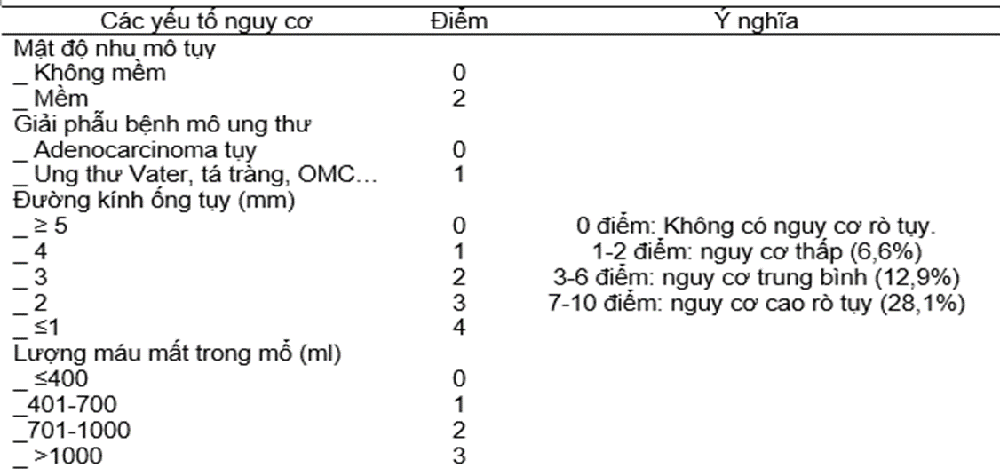 Các yếu tố nguy cơ Điểm Ý nghĩa
Mật độ nhu mô tụy
_ Không mềm 0
_ Mềm 2
Giải phẫu bệnh mô ung thư
_ Adenocarcinoma tụy 0
_ Ung thư Vater, tá tràng, OMC... 1
Đường kính ống tụy (mm)
_ ≥ 5 0 0 điểm: Không có nguy cơ rò tụy.
_ 4 1 1-2 điểm: nguy cơ thấp (6,6%)
_ 3 2 3-6 điểm: nguy cơ trung bình (12,9%)
_ 2 3 7-10 điểm: nguy cơ cao rò tụy (28,1%)
_ ≤1 4
Lượng máu mất trong mổ (ml)
_ ≤400 0
_401-700 1
_701-1000 2
_ >1000 3